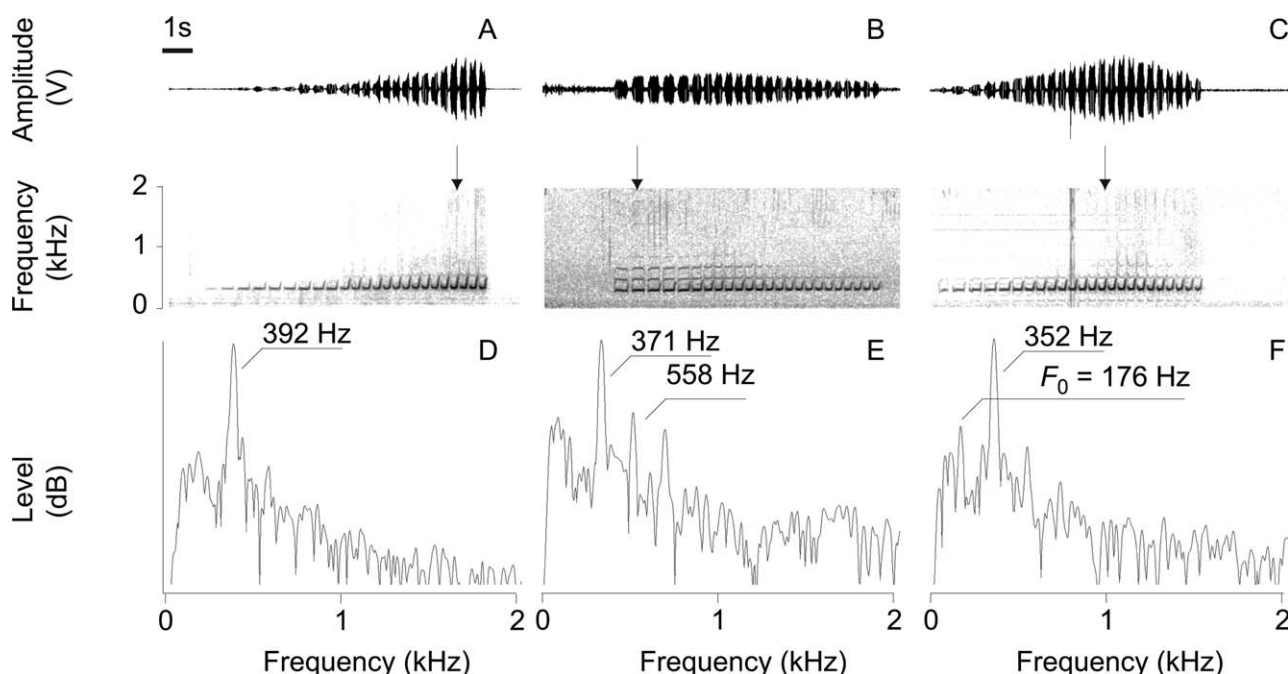 1s
A
B
C
Amplitude
(V)
Frequency
(kHz)
2
1
0
D
E
F
392 Hz
371 Hz
558 Hz
352 Hz
F0 = 176 Hz
Level
(dB)
0 1 2
0 1 2
0 1 2
Frequency (kHz)
Frequency (kHz)
Frequency (kHz)